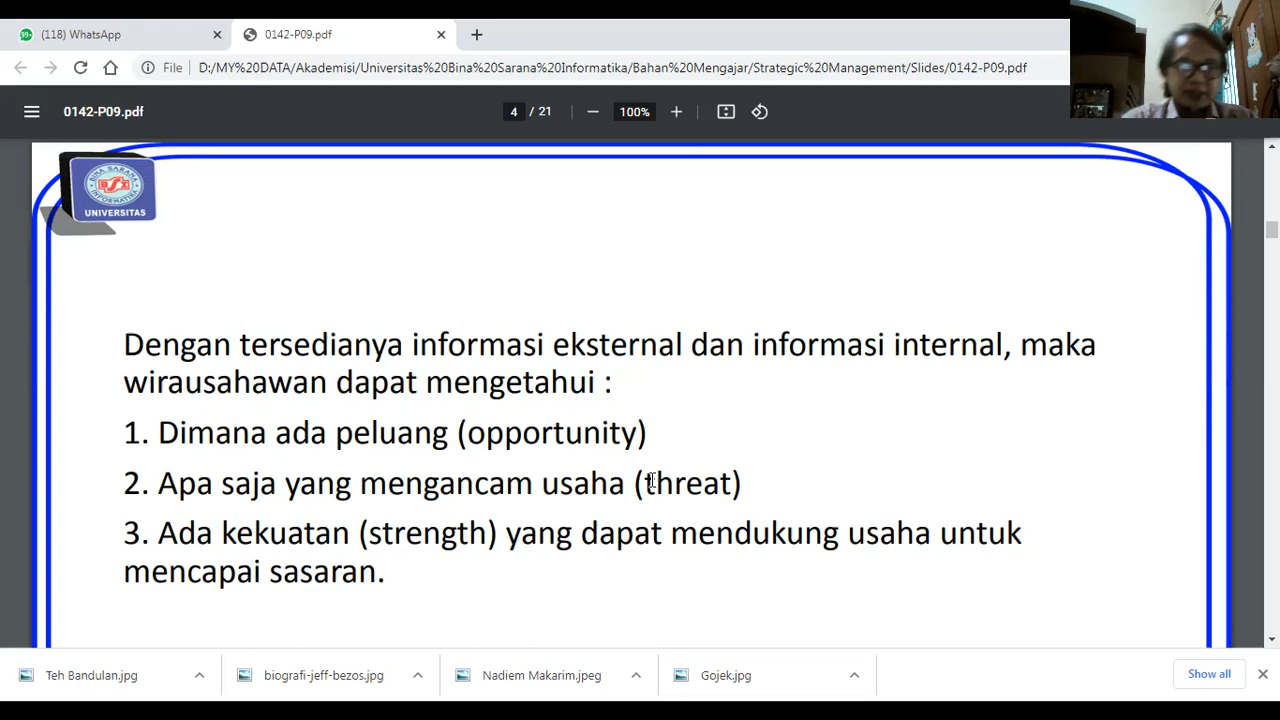 (118) WhatsApp
0142-P09.pdf
File
D:/MY%20DATA/Akademisi/Universitas%20Bina%20Sarana%20Informatika/Bahan%20Mengajar/Strategic%20Management/Slides/0142-P09.pdf
0142-P09.pdf
4 / 21
100%
BINA SARANA
BSI
INFORMATIKA
UNIVERSITAS
Dengan tersedianya informasi eksternal dan informasi internal, maka
wirausahawan dapat mengetahui :
1. Dimana ada peluang (opportunity)
2. Apa saja yang mengancam usaha (threat)
3. Ada kekuatan (strength) yang dapat mendukung usaha untuk
mencapai sasaran.
Teh Bandulan.jpg
biografi-jeff-bezos.jpg
Nadiem Makarim.jpeg
Gojek.jpg
Show all